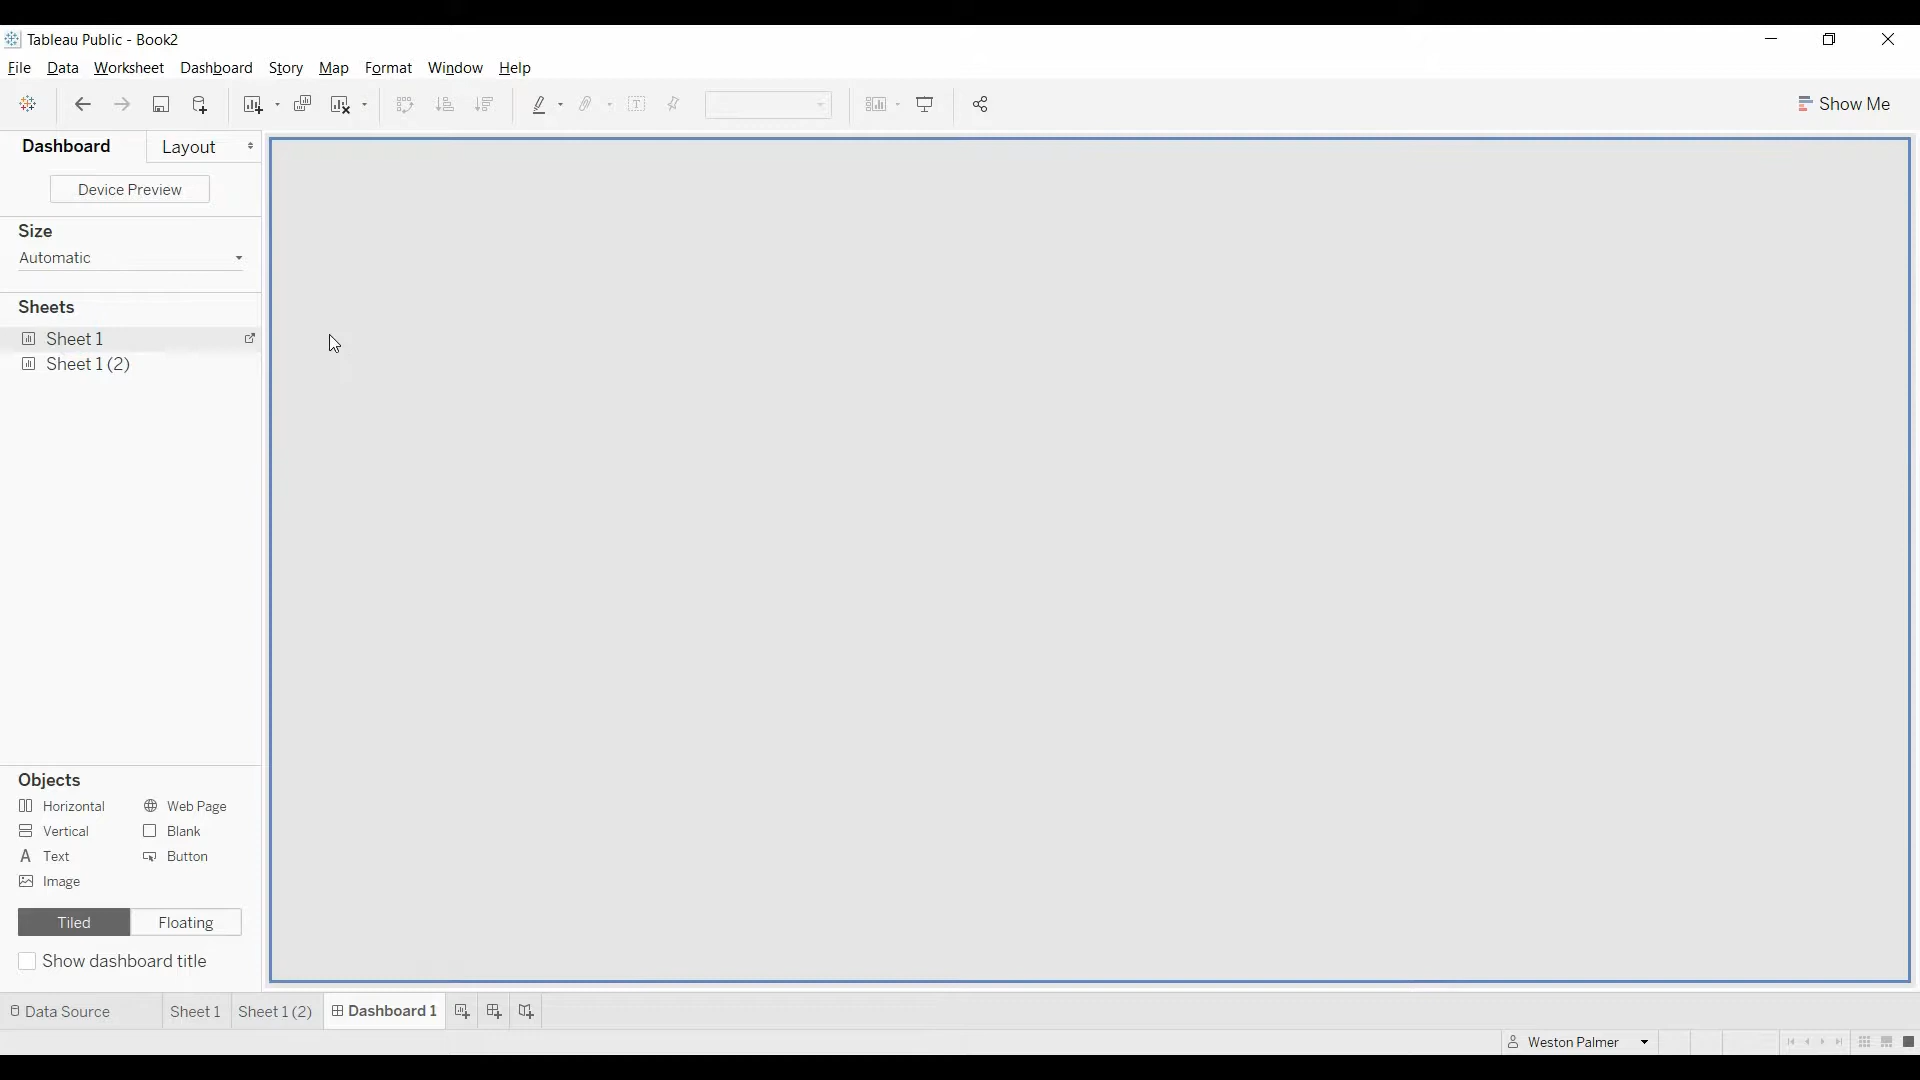 Tableau Public - Book2
File Data Worksheet Dashboard Story Map Format Window Help
Show Me
Dashboard Layout
Device Preview
Size
Automatic
Sheets
Sheet 1
Sheet 1 (2)
Objects
Horizontal Web Page
Vertical Blank
A Text Button
Image
Tiled Floating
Show dashboard title
Data Source Sheet 1 Sheet 1 (2) Dashboard 1
Weston Palmer